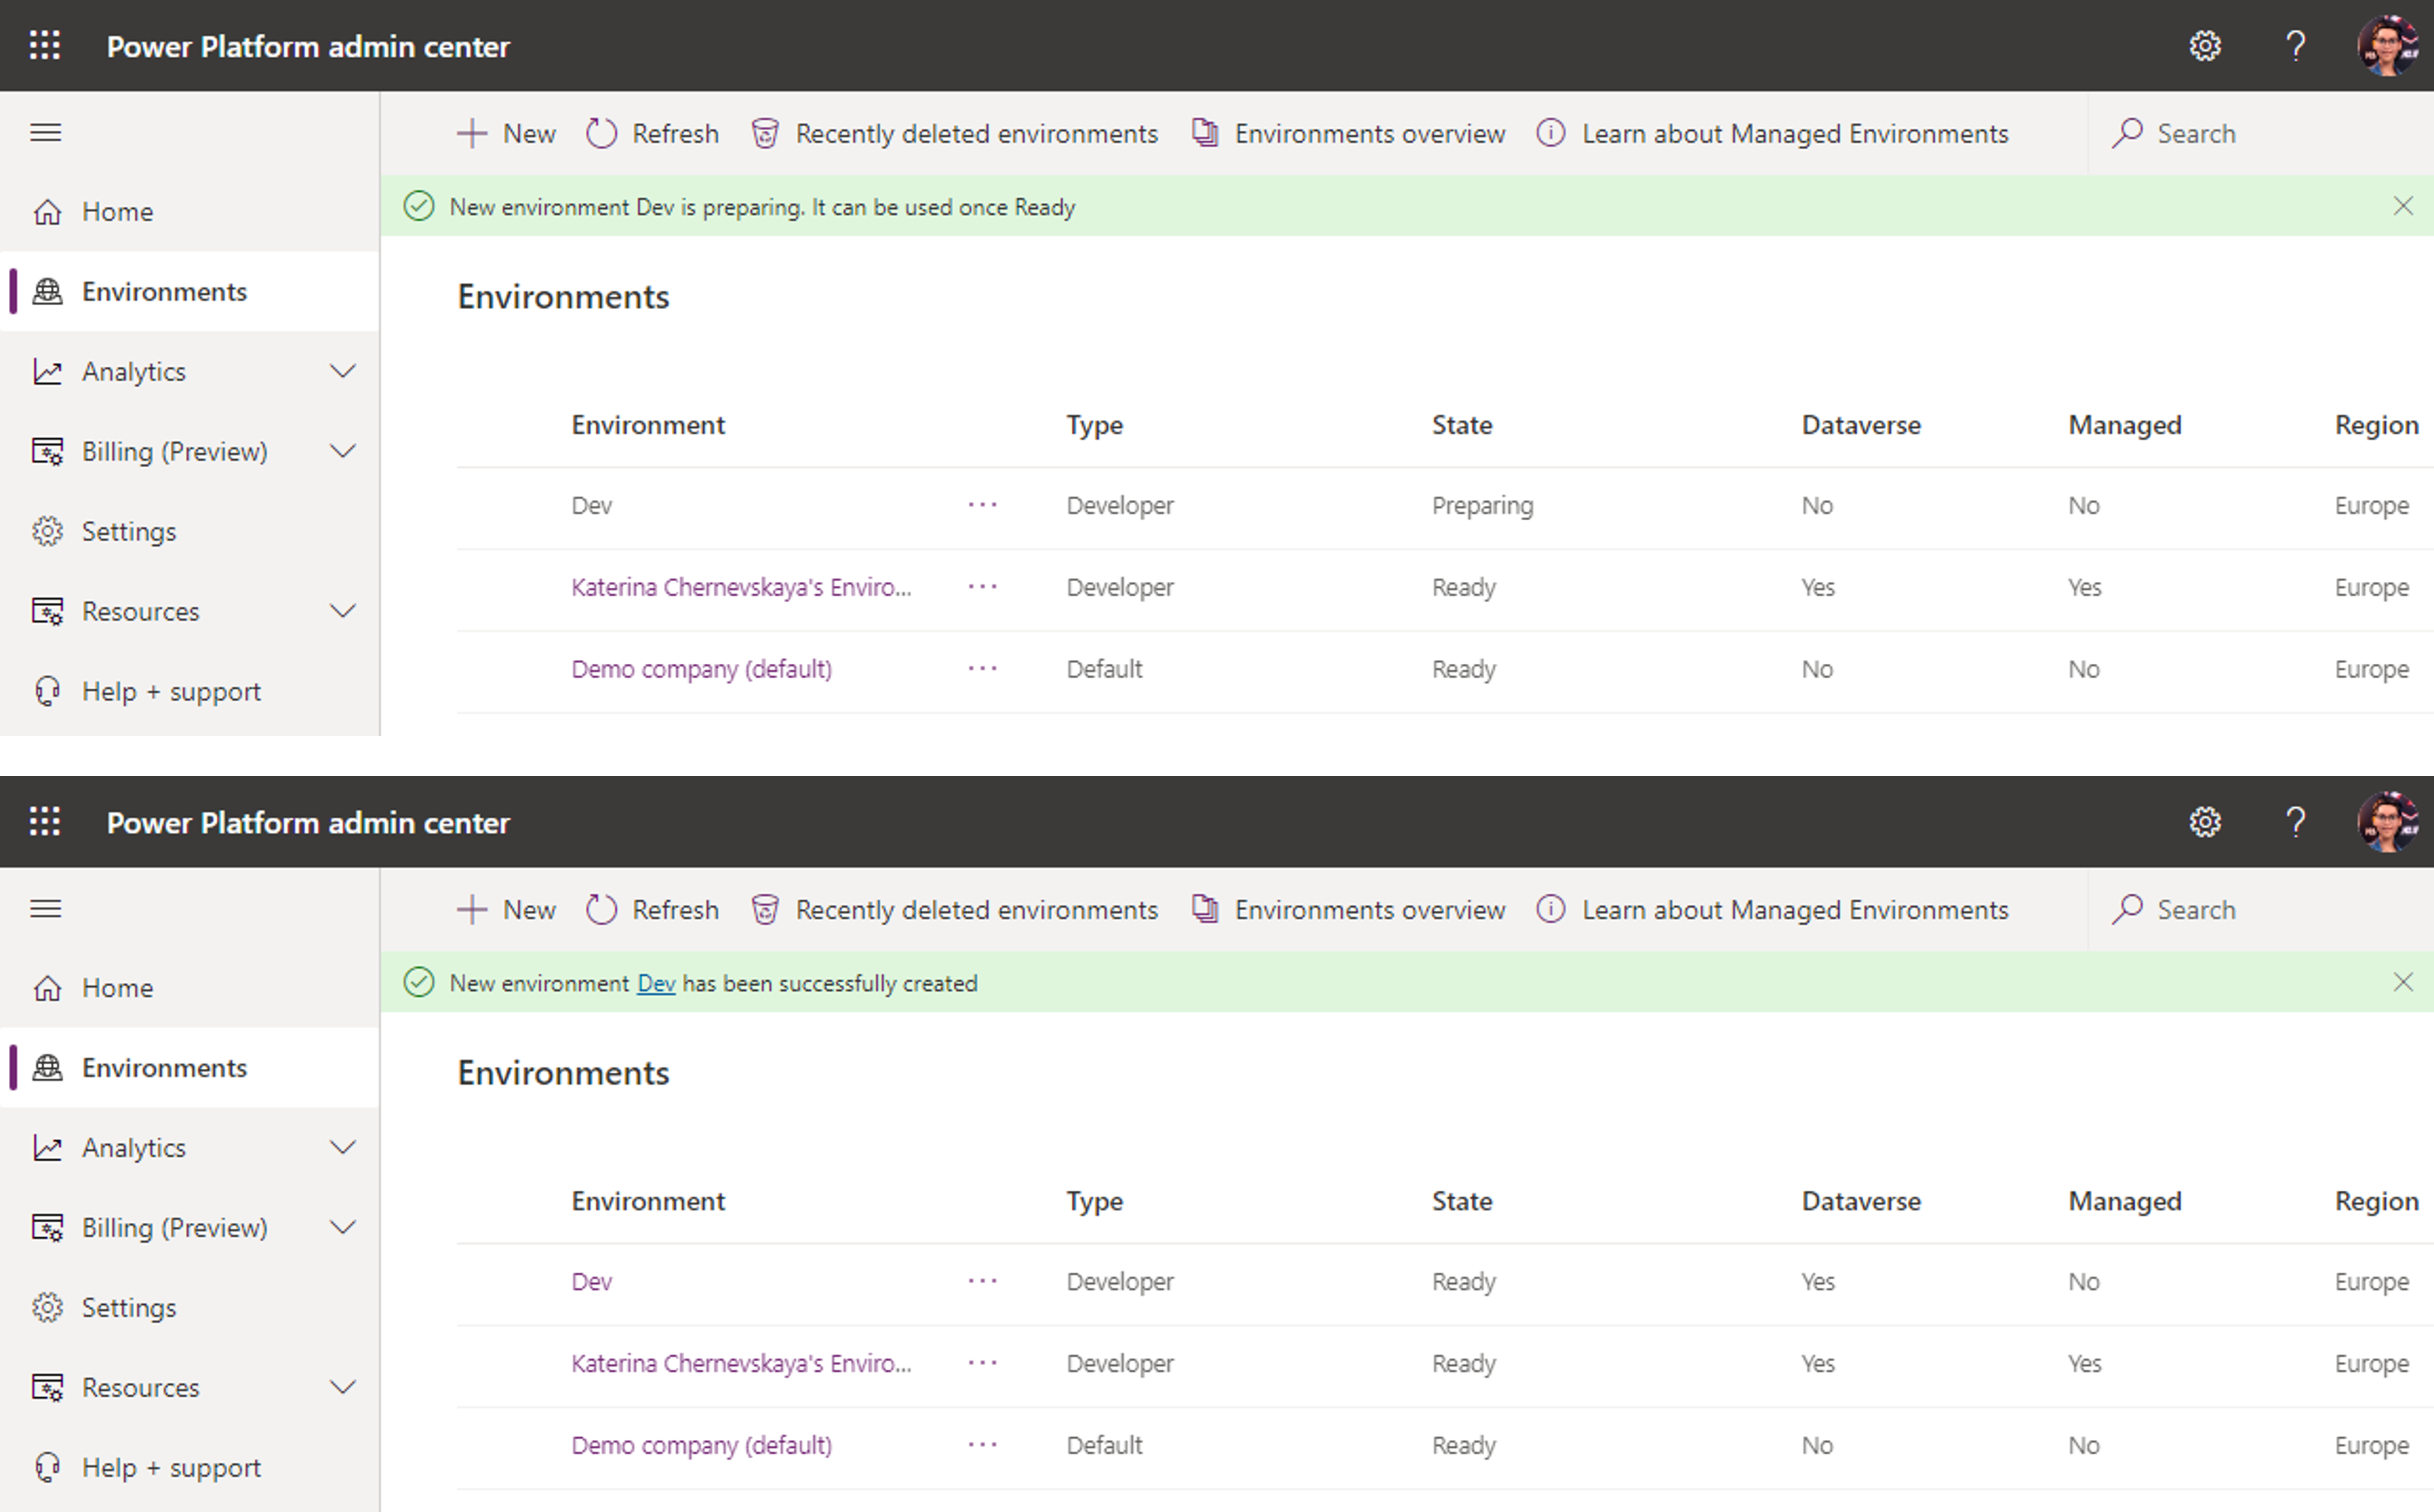 Power Platform admin center
New Refresh Recently deleted environments Environments overview Learn about Managed Environments Search
New environment Dev is preparing. It can be used once Ready
Home
Environments
Analytics
Billing (Preview)
Settings
Resources
Help + support
Environments
Environment Type State Dataverse Managed Region
Dev ··· Developer Preparing No No Europe
Katerina Chernevskaya's Enviro... ··· Developer Ready Yes Yes Europe
Demo company (default) ··· Default Ready No No Europe
Power Platform admin center
New Refresh Recently deleted environments Environments overview Learn about Managed Environments Search
New environment Dev has been successfully created
Home
Environments
Analytics
Billing (Preview)
Settings
Resources
Help + support
Environments
Environment Type State Dataverse Managed Region
Dev ··· Developer Ready Yes No Europe
Katerina Chernevskaya's Enviro... ··· Developer Ready Yes Yes Europe
Demo company (default) ··· Default Ready No No Europe